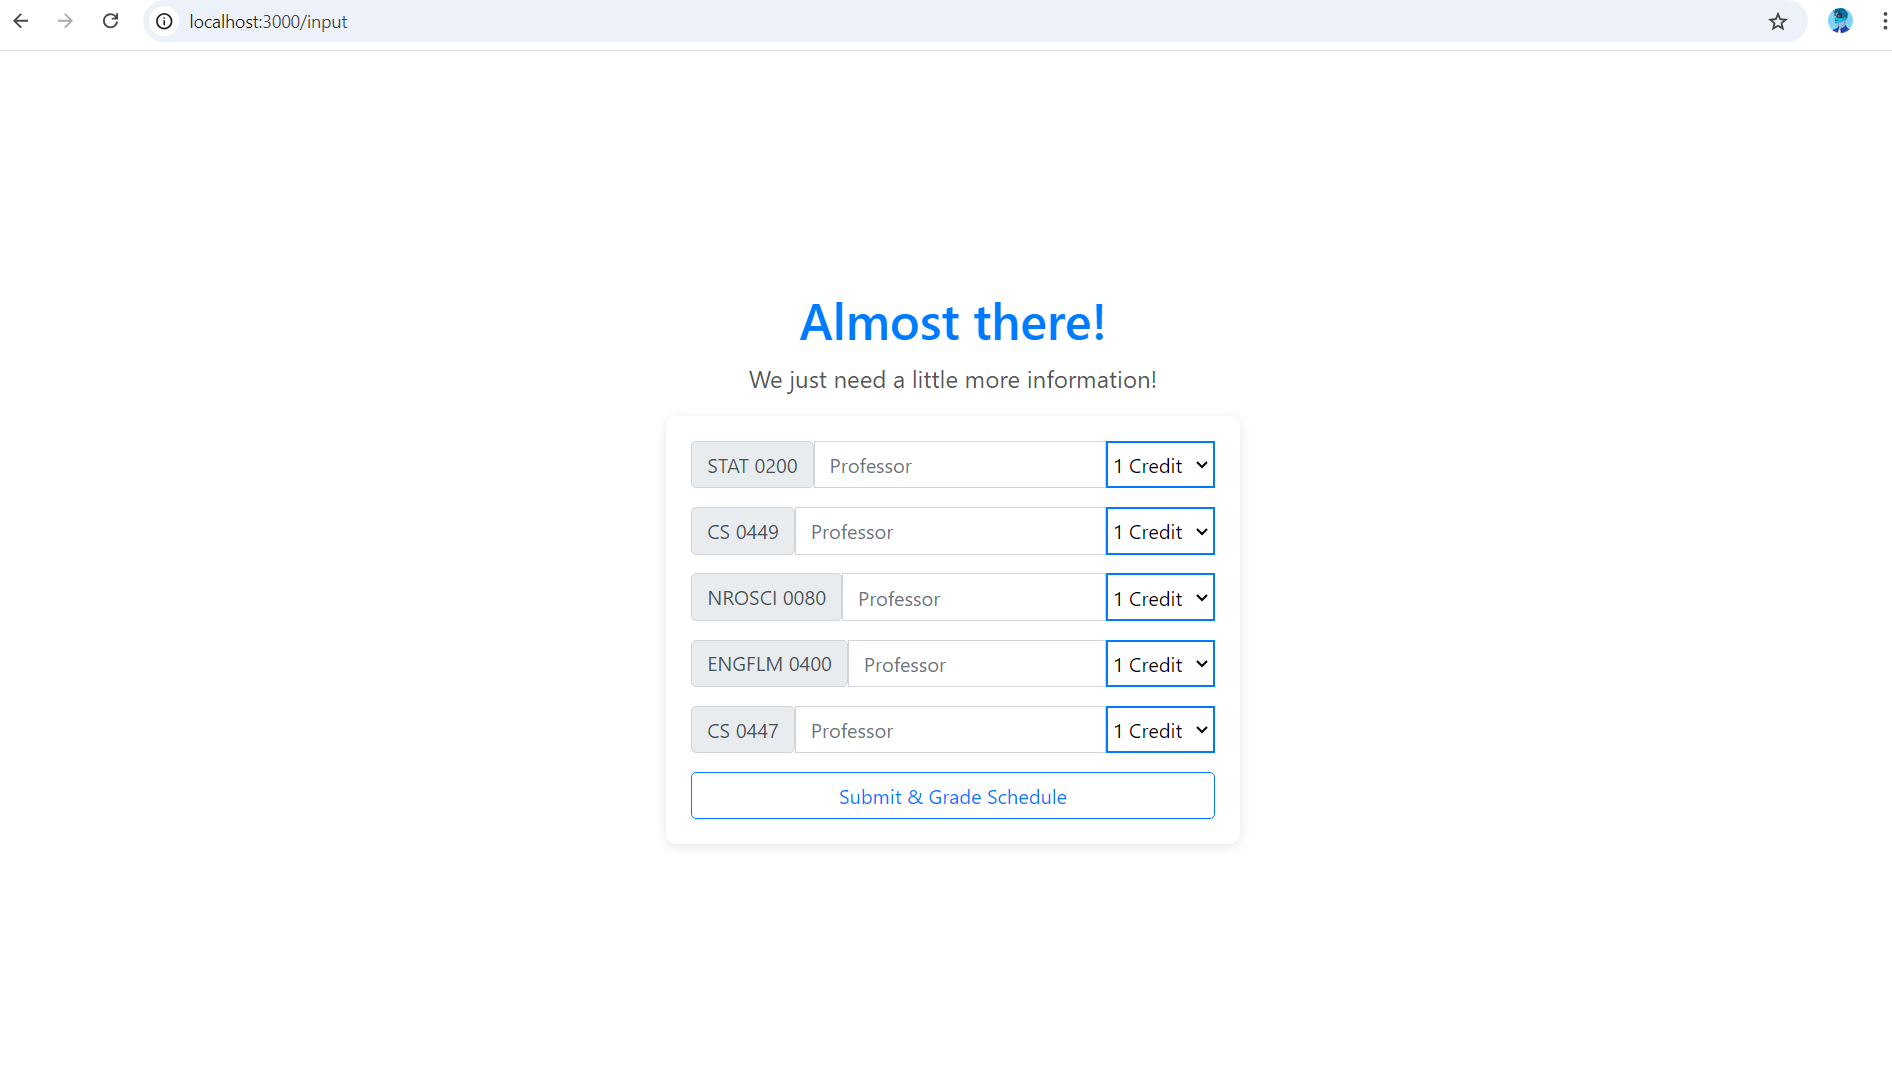 localhost:3000/input
Almost there!
We just need a little more information!
STAT 0200 Professor 1 Credit
CS 0449 Professor 1 Credit
NROSCI 0080 Professor 1 Credit
ENGFLM 0400 Professor 1 Credit
CS 0447 Professor 1 Credit
Submit & Grade Schedule